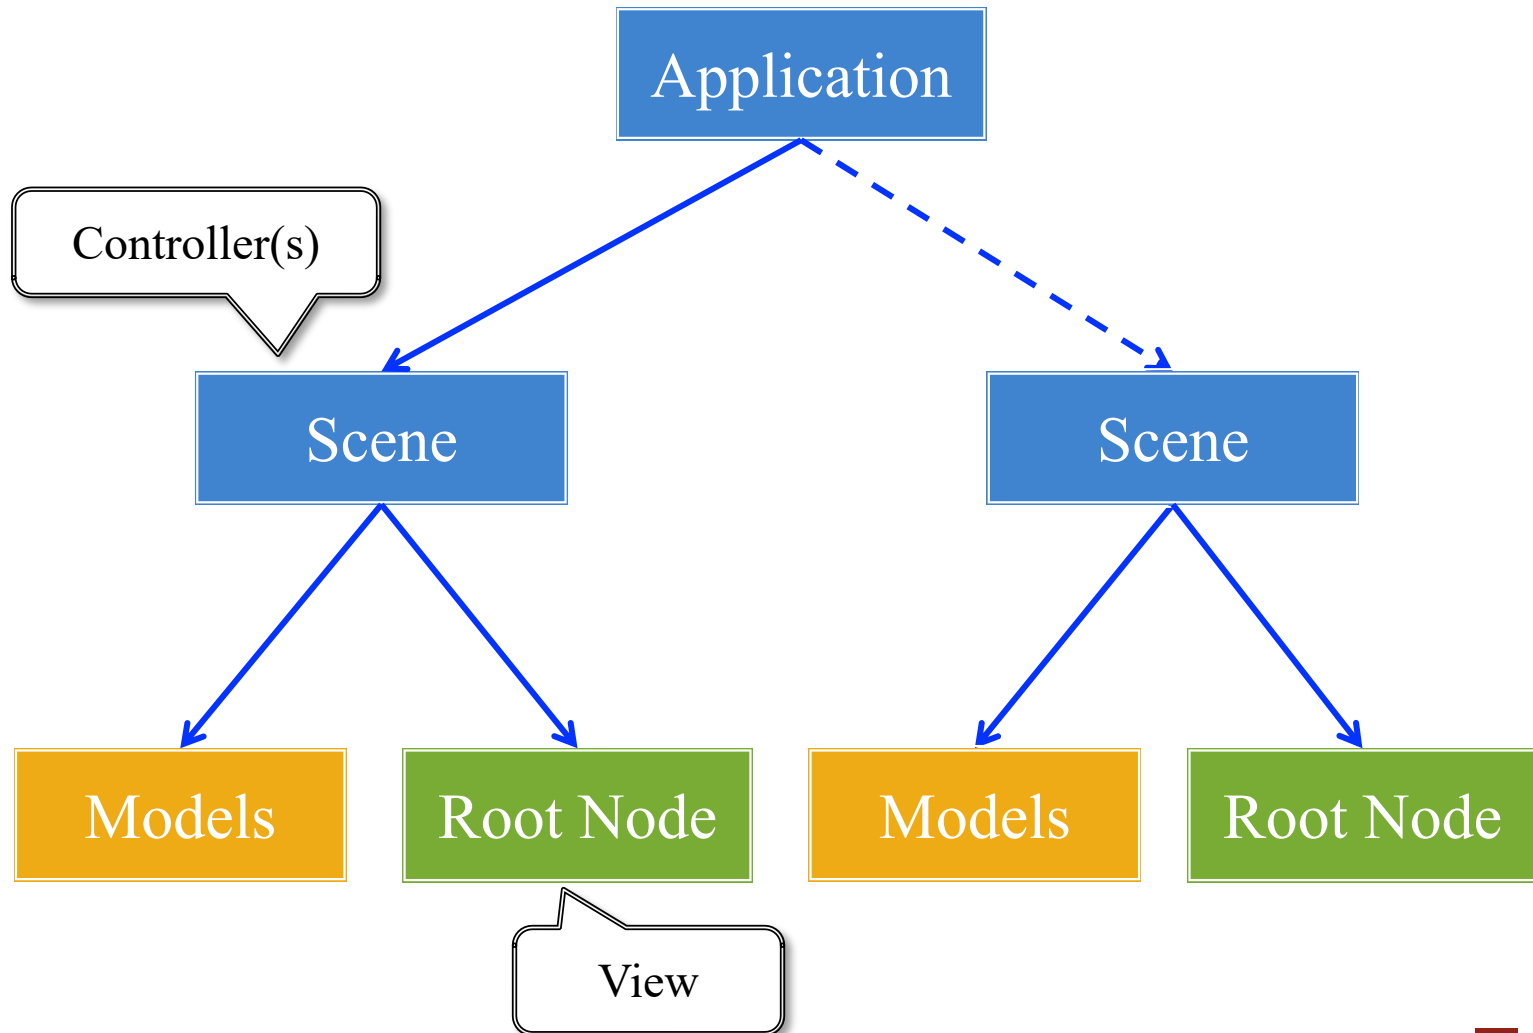 Application
Controller(s)
Scene
Scene
Models
Root Node
Models
Root Node
View